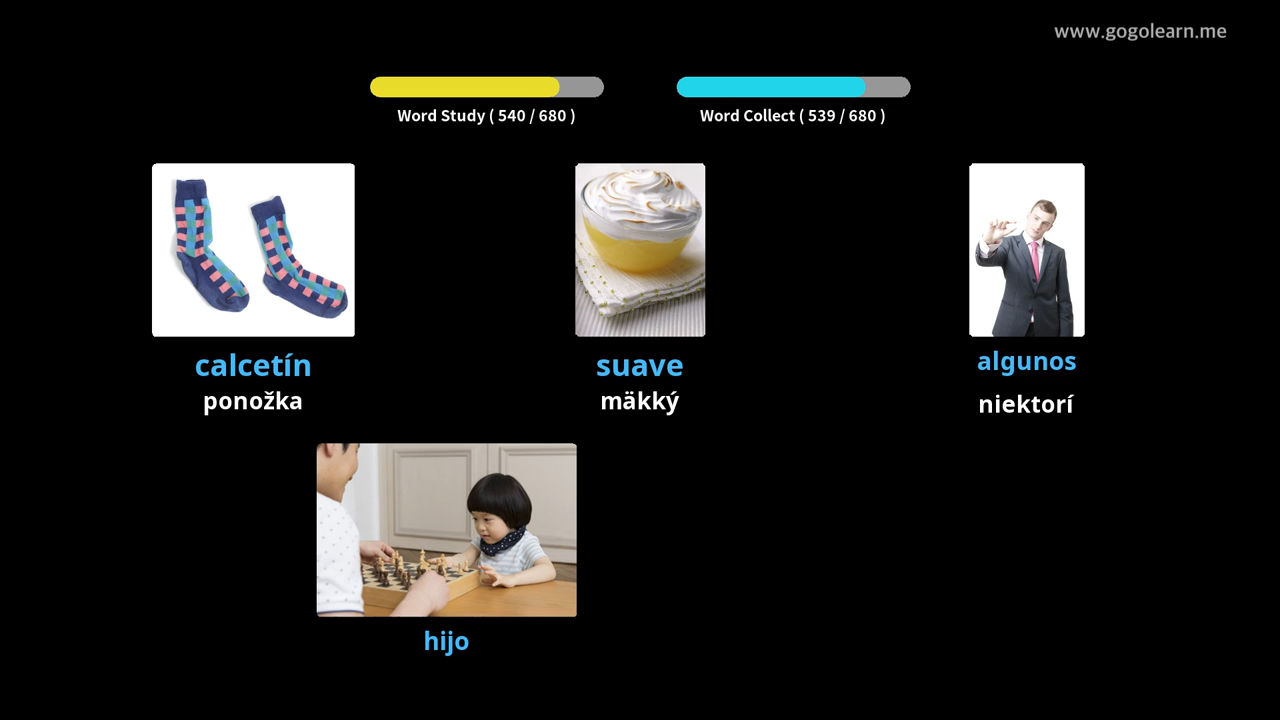 www.gogolearn.me
Word Study ( 540 / 680 )
Word Collect ( 539 / 680 )
calcetín
ponožka
suave
mäkký
algunos
niektorí
hijo